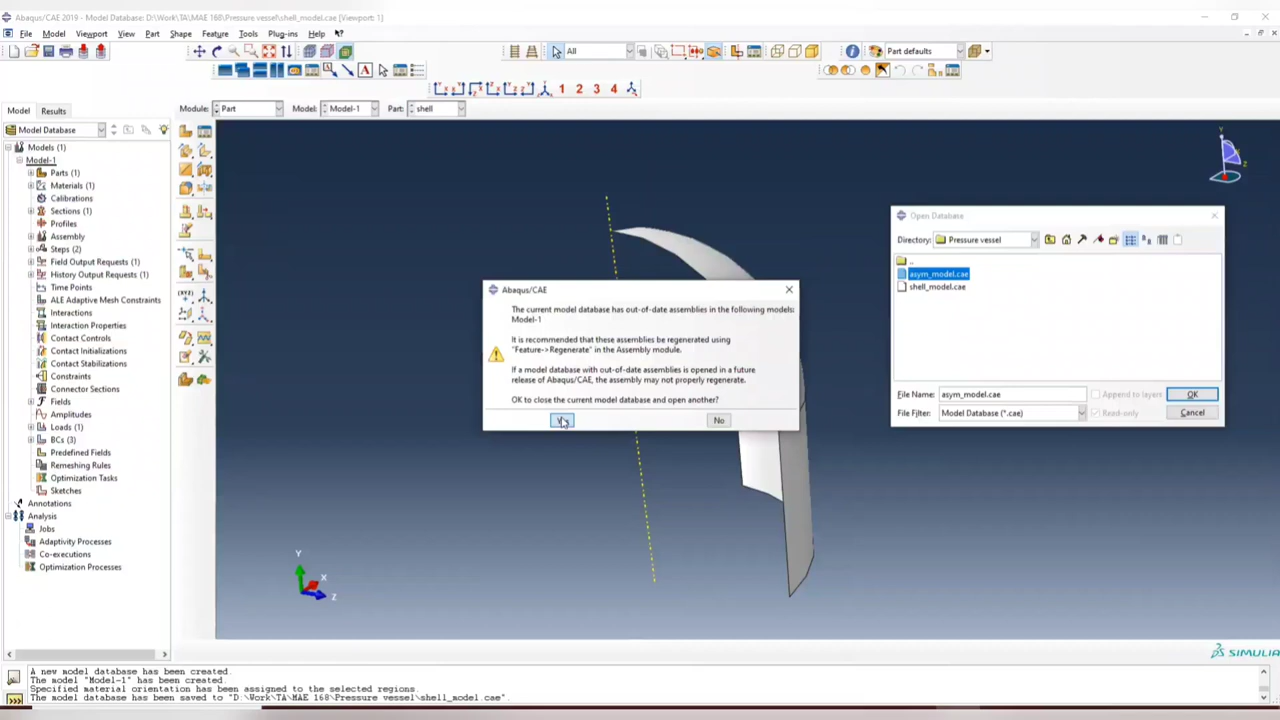 Abaqus/CAE 2019 - Model Database: D:\Work\TA\MAE 168\Pressure vessel\shell_model.cae [Viewport: 1]
File Model Viewport View Part Shape Feature Tools Plug-ins Help
All
Part defaults
1 2 3 4
Model Results
Module: Part Model: Model-1 Part: shell
Model Database
Models (1)
Model-1
Parts (1)
Materials (1)
Calibrations
Sections (1)
Profiles
Assembly
Steps (2)
Field Output Requests (1)
History Output Requests (1)
Time Points
ALE Adaptive Mesh Constraints
Interactions
Interaction Properties
Contact Controls
Contact Initializations
Contact Stabilizations
Constraints
Connector Sections
Fields
Amplitudes
Loads (1)
BCs (3)
Predefined Fields
Remeshing Rules
Optimization Tasks
Sketches
Annotations
Analysis
Jobs
Adaptivity Processes
Co-executions
Optimization Processes
(XYZ)
Y
Z
Open Database
Directory: Pressure vessel
..
asym_model.cae
shell_model.cae
File Name: asym_model.cae Append to layers OK
File Filter: Model Database (*.cae) Read-only Cancel
Abaqus/CAE
The current model database has out-of-date assemblies in the following models:
Model-1
It is recommended that these assemblies be regenerated using
"Feature->Regenerate" in the Assembly module.
If a model database with out-of-date assemblies is opened in a future
release of Abaqus/CAE, the assembly may not properly regenerate.
OK to close the current model database and open another?
No
Y
X
Z
SIMULIA
A new model database has been created.
The model "Model-1" has been created.
Specified material orientation has been assigned to the selected regions.
The model database has been saved to "D:\Work\TA\MAE 168\Pressure vessel\shell_model.cae".